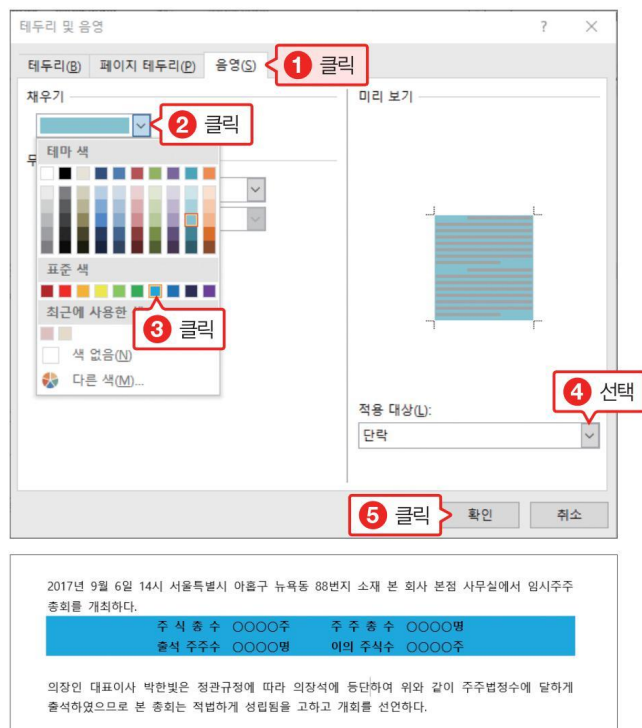 테두리 및 음영 ?
테두리(B) 페이지 테두리(P) 음영(S) 1 클릭
채우기 미리 보기
2 클릭
테마 색
표준 색
최근에 사용한
3 클릭
색 없음(N)
다른 색(M)...
4 선택
적용 대상(L):
단락
5 클릭 확인 취소
2017년 9월 6일 14시 서울특별시 아홉구 뉴욕동 88번지 소재 본 회사 본점 사무실에서 임시주주
총회를 개최하다.
주 식 총 수 ○○○○주 주 주 총 수 ○○○○명
출석 주주수 ○○○○명 이의 주식수 ○○○○주
의장인 대표이사 박한빛은 정관규정에 따라 의장석에 등단하여 위와 같이 주주법정수에 달하게
출석하였으므로 본 총회는 적법하게 성립됨을 고하고 개회를 선언한다.